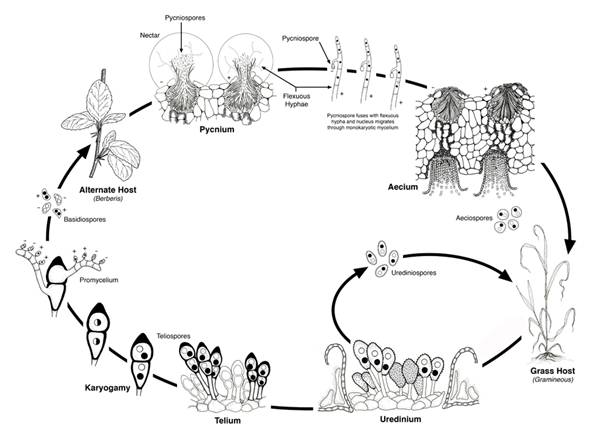 Pycniospores
Nectar
Pycnium
Flexuous
Hyphae
Pycniospore
Pycniospore fuses with flexuous
hypha and nucleus migrates
through monokaryotic mycelium
Aecium
Aeciospores
Grass Host
(Gramineous)
Urediniospores
Uredinium
Telium
Teliospores
Karyogamy
Promycelium
Basidiospores
Alternate Host
(Berberis)